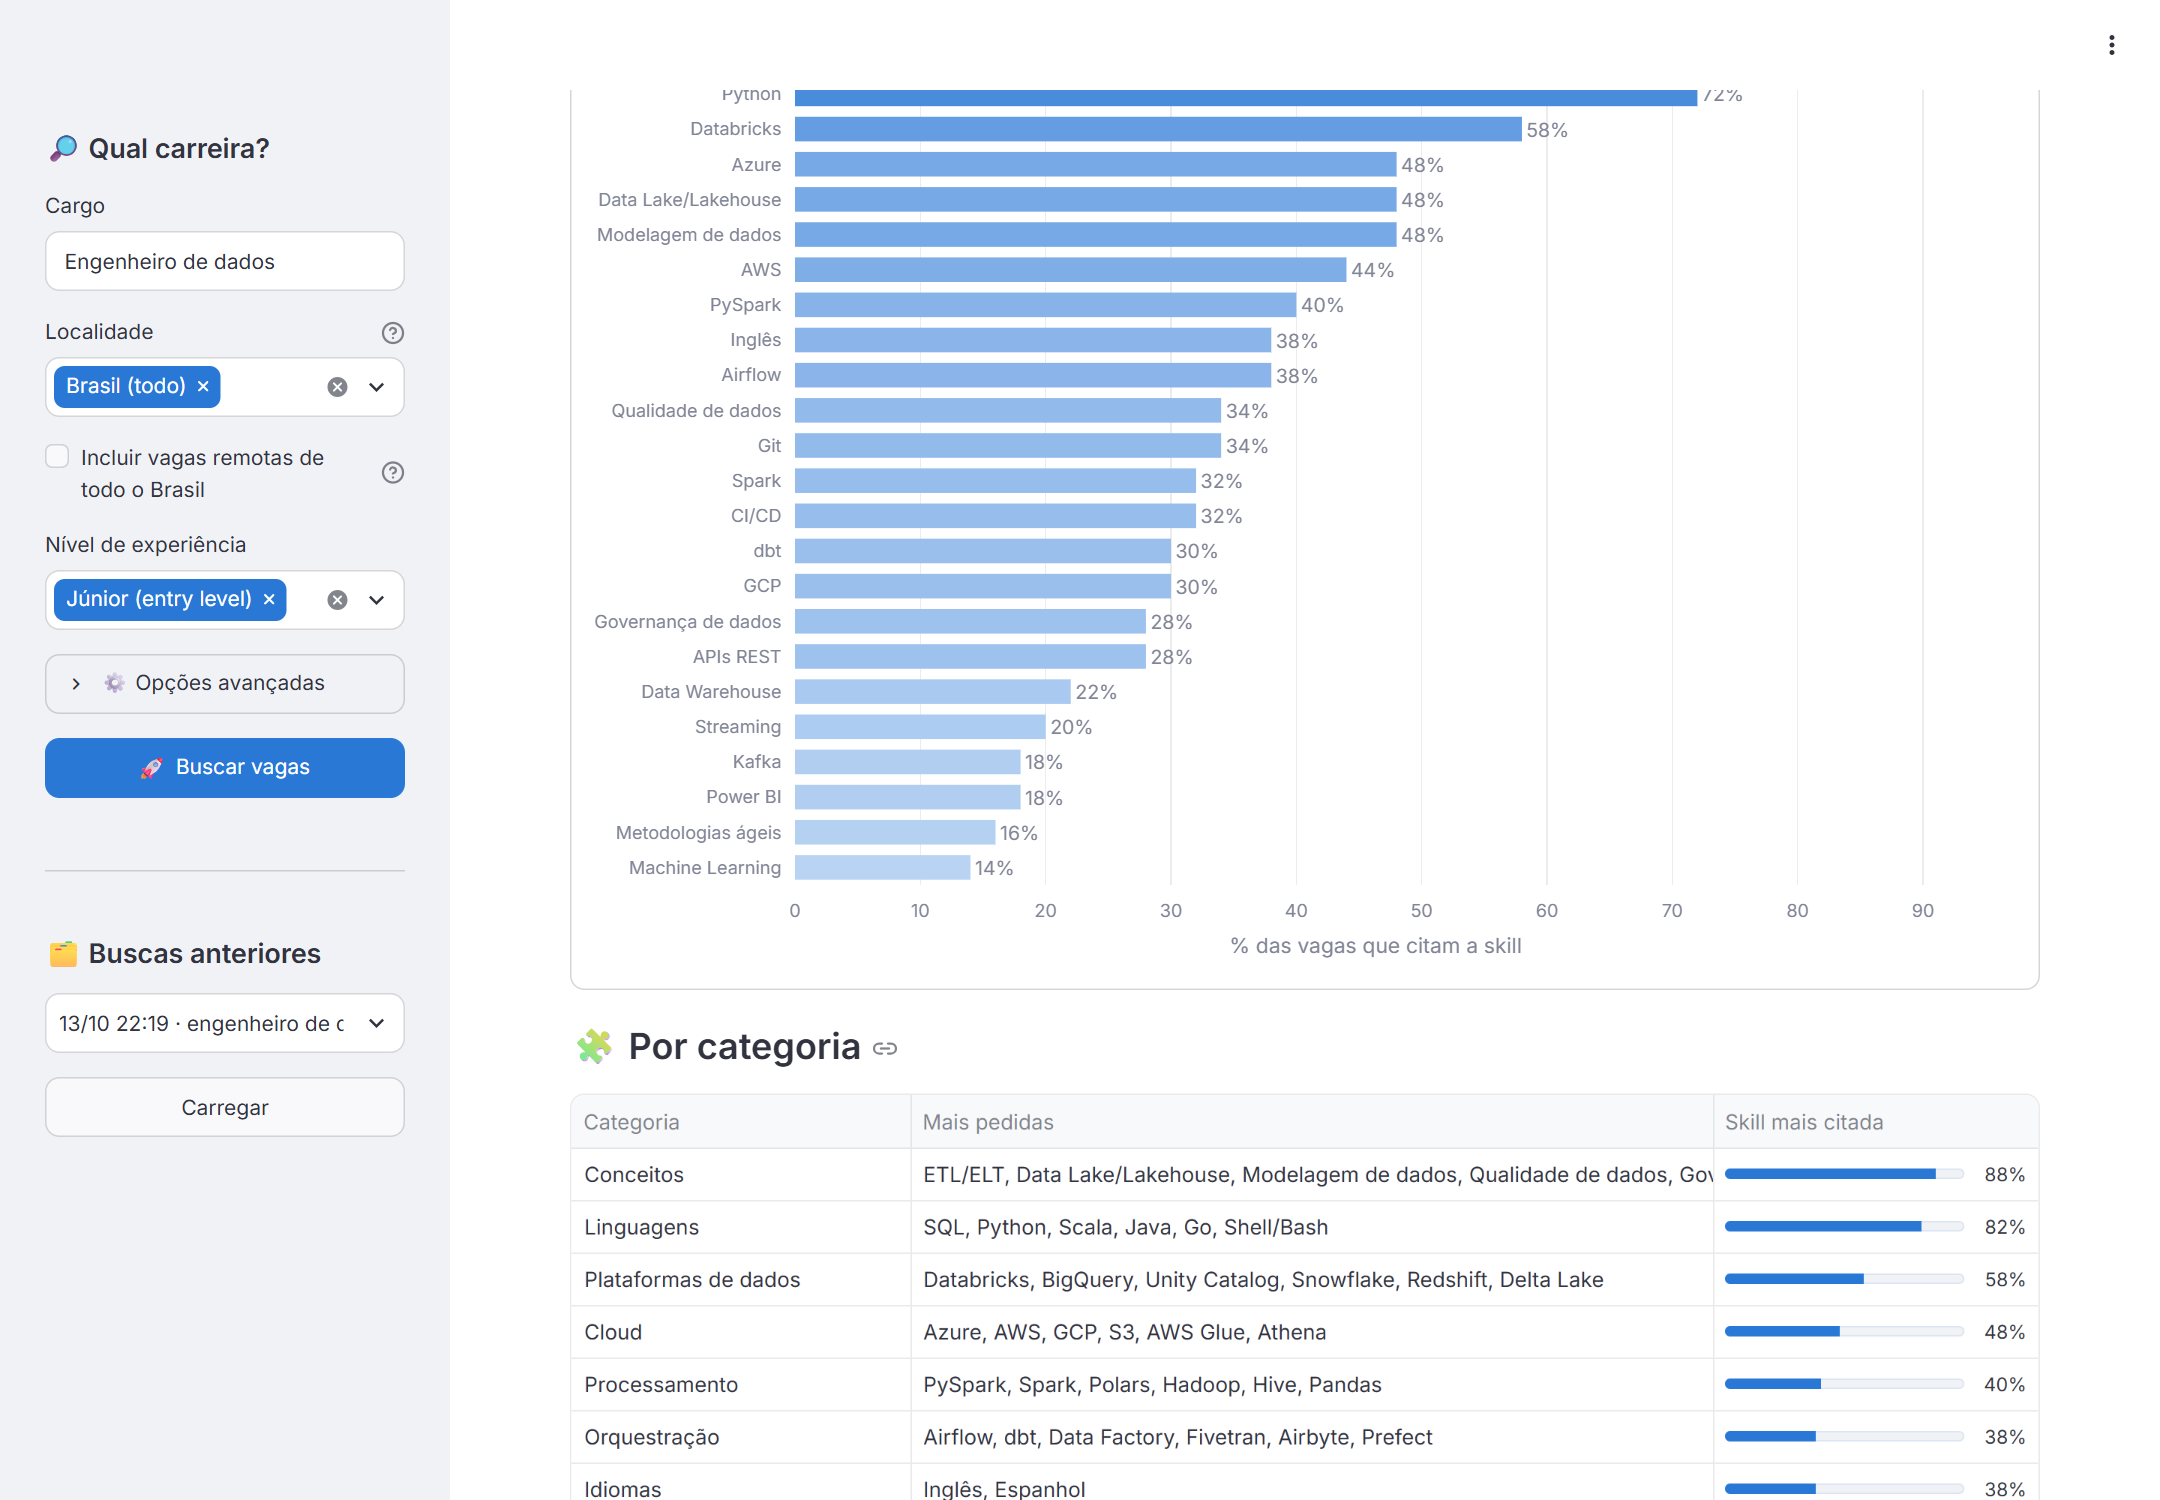 Qual carreira?
Cargo
Engenheiro de dados
Localidade
Brasil (todo)
Incluir vagas remotas de
todo o Brasil
Nível de experiência
Júnior (entry level)
Opções avançadas
Buscar vagas
Buscas anteriores
13/10 22:19 · engenheiro de c
Carregar
Python 72%
Databricks 58%
Azure 48%
Data Lake/Lakehouse 48%
Modelagem de dados 48%
AWS 44%
PySpark 40%
Inglês 38%
Airflow 38%
Qualidade de dados 34%
Git 34%
Spark 32%
CI/CD 32%
dbt 30%
GCP 30%
Governança de dados 28%
APIs REST 28%
Data Warehouse 22%
Streaming 20%
Kafka 18%
Power BI 18%
Metodologias ágeis 16%
Machine Learning 14%
0 10 20 30 40 50 60 70 80 90
% das vagas que citam a skill
Por categoria
Categoria Mais pedidas Skill mais citada
Conceitos ETL/ELT, Data Lake/Lakehouse, Modelagem de dados, Qualidade de dados, Gov 88%
Linguagens SQL, Python, Scala, Java, Go, Shell/Bash 82%
Plataformas de dados Databricks, BigQuery, Unity Catalog, Snowflake, Redshift, Delta Lake 58%
Cloud Azure, AWS, GCP, S3, AWS Glue, Athena 48%
Processamento PySpark, Spark, Polars, Hadoop, Hive, Pandas 40%
Orquestração Airflow, dbt, Data Factory, Fivetran, Airbyte, Prefect 38%
Idiomas Inglês, Espanhol 38%